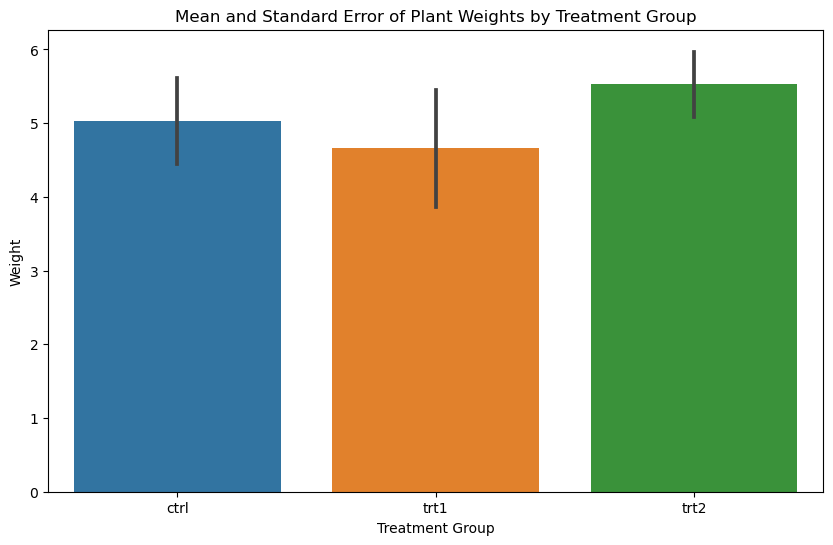 Mean and Standard Error of Plant Weights by Treatment Group
6
5
4
3
2
1
0
Weight
ctrl
trt1
trt2
Treatment Group